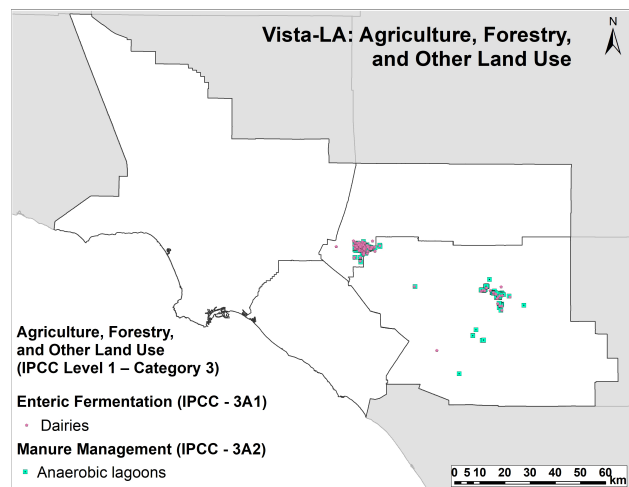 Vista-LA: Agriculture, Forestry,
and Other Land Use
N
Agriculture, Forestry,
and Other Land Use
(IPCC Level 1 – Category 3)
Enteric Fermentation (IPCC - 3A1)
Dairies
Manure Management (IPCC - 3A2)
Anaerobic lagoons
0 5 10 20 30 40 50 60
km